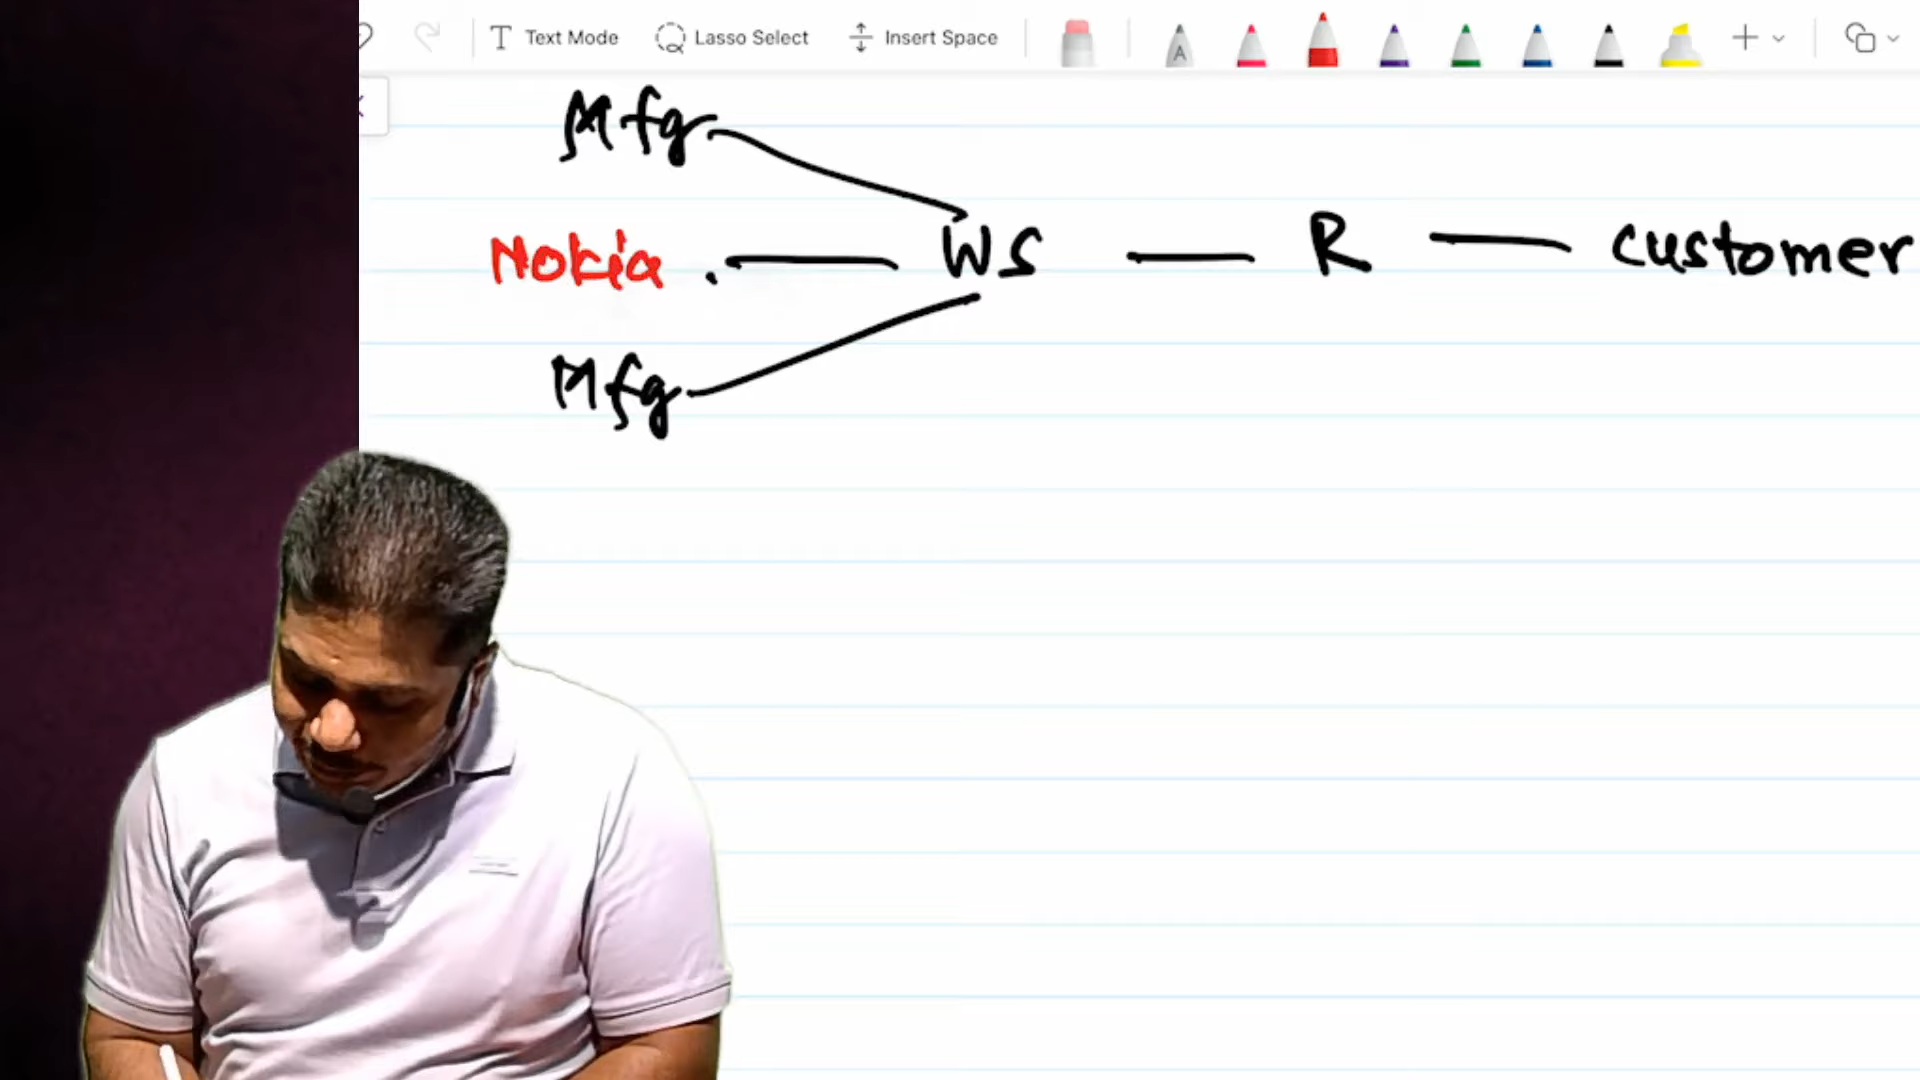 Text Mode Lasso Select Insert Space
A
Mfg
Nokia . — WS — R — customer
Mfg